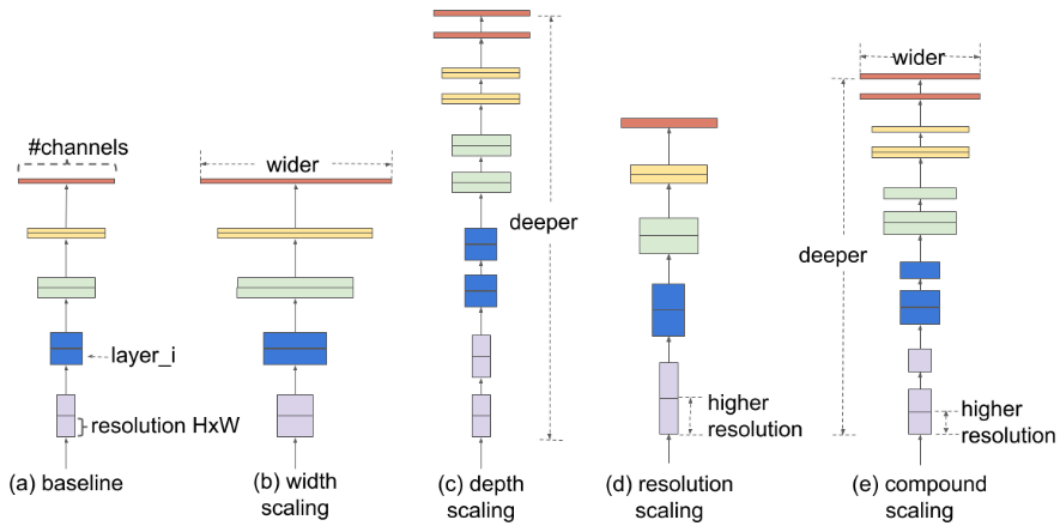 #channels
layer_i
resolution HxW
(a) baseline
wider
(b) width
scaling
deeper
(c) depth
scaling
higher
resolution
(d) resolution
scaling
wider
deeper
higher
resolution
(e) compound
scaling